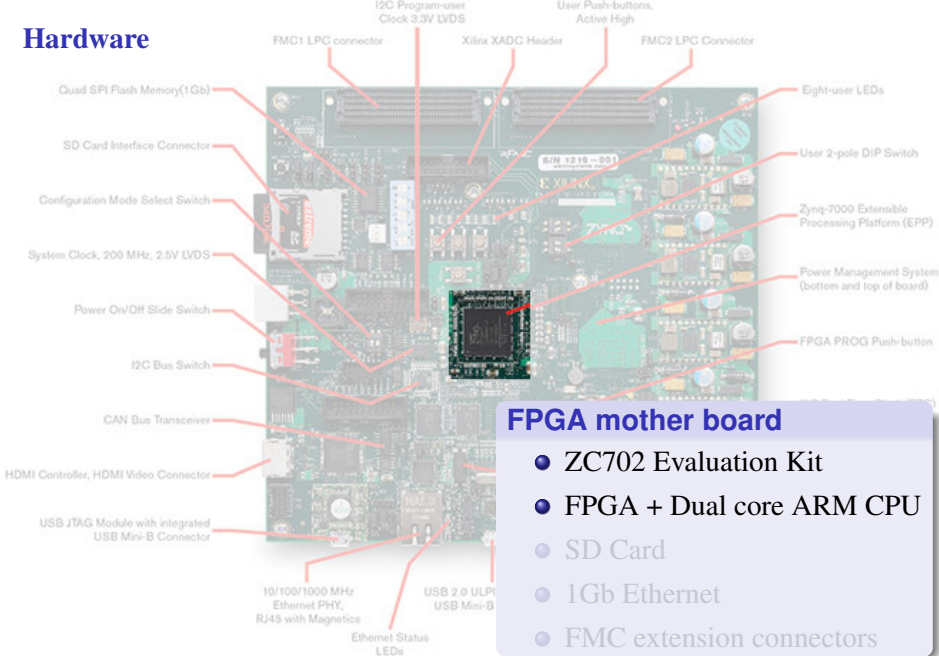 Hardware
I2C Program-user
Clock 3.3V LVDS
User Push-buttons,
Active High
FMC1 LPC connector
Xilinx XADC Header
FMC2 LPC Connector
Quad SPI Flash Memory(1Gb)
Eight-user LEDs
SD Card Interface Connector
User 2-pole DIP Switch
S/N 1219 - 001
XILINX
ZYNQ
Configuration Mode Select Switch
Zynq-7000 Extensible
Processing Platform (EPP)
System Clock, 200 MHz, 2.5V LVDS
Power Management System
(bottom and top of board)
Power On/Off Slide Switch
FPGA PROG Push-button
I2C Bus Switch
CAN Bus Transceiver
HDMI Controller, HDMI Video Connector
USB JTAG Module with integrated
USB Mini-B Connector
10/100/1000 MHz
Ethernet PHY,
RJ45 with Magnetics
USB 2.0 ULPI
USB Mini-B
Ethernet Status
LEDs
FPGA mother board
ZC702 Evaluation Kit
FPGA + Dual core ARM CPU
SD Card
1Gb Ethernet
FMC extension connectors